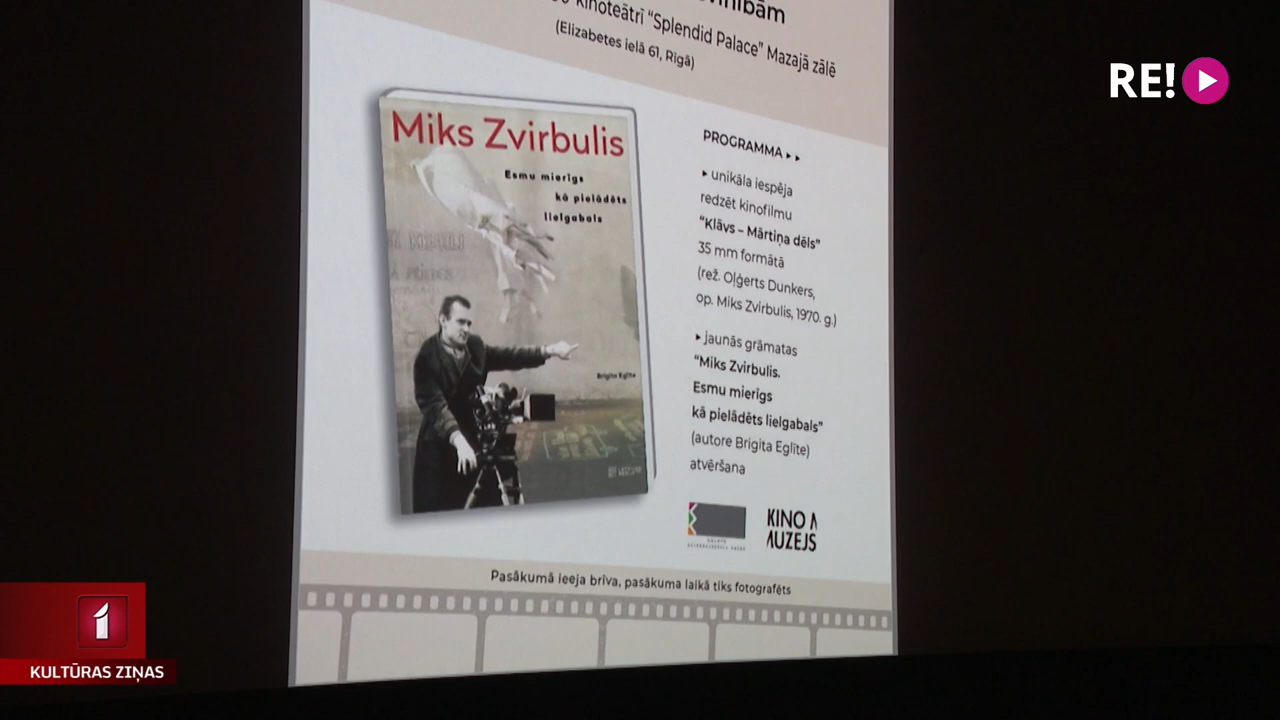 kinoteātrī “Splendid Palace” Mazajā zālē
(Elizabetes ielā 61, Rīgā)
RE!
Miks Zvirbulis
Esmu mierīgs
kā pielādēts
lielgabals
Brigita Eglīte
PROGRAMMA ▸ ▸
▸ unikāla iespēja
redzēt kinofilmu
“Klāvs – Mārtiņa dēls”
35 mm formātā
(rež. Oļģerts Dunkers,
op. Miks Zvirbulis, 1970. g.)
▸ jaunās grāmatas
“Miks Zvirbulis.
Esmu mierīgs
kā pielādēts lielgabals”
(autore Brigita Eglīte)
atvēršana
KINO M
UZEJS
Pasākumā ieeja brīva, pasākuma laikā tiks fotografēts
1
KULTŪRAS ZIŅAS